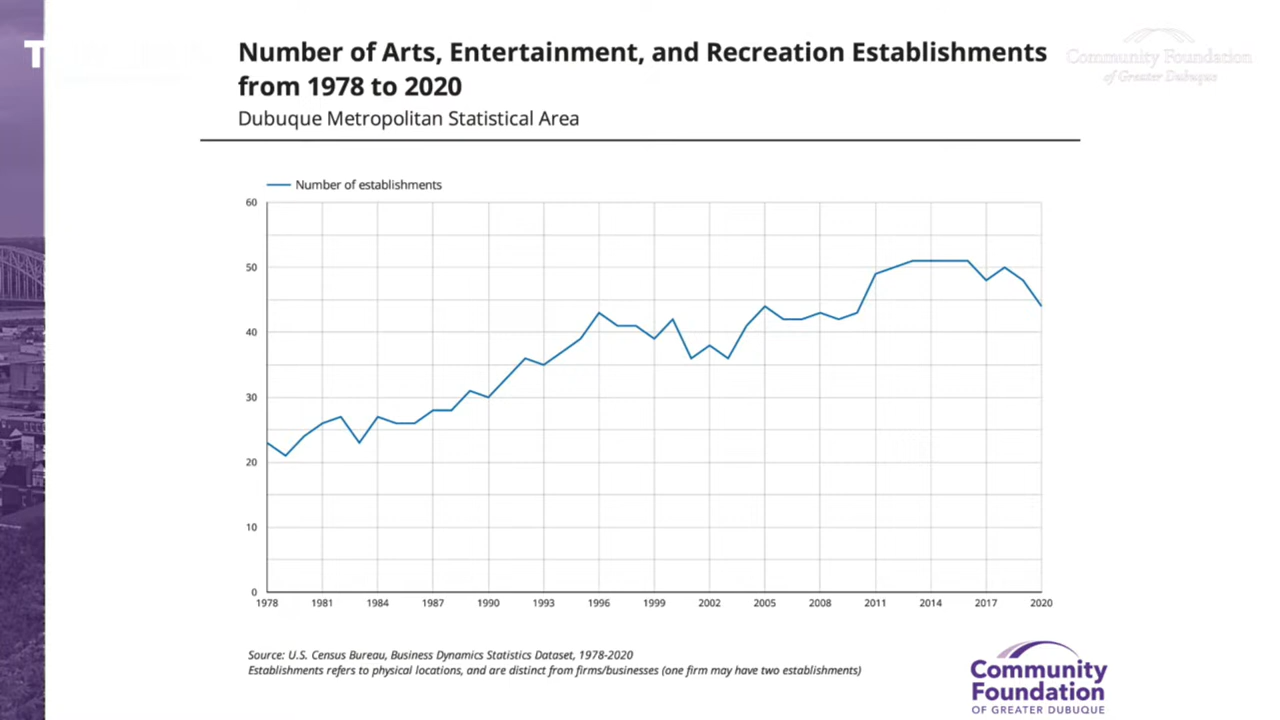 Number of Arts, Entertainment, and Recreation Establishments
from 1978 to 2020
Dubuque Metropolitan Statistical Area
Community Foundation
of Greater Dubuque
Number of establishments
60
50
40
30
20
10
0
1978 1981 1984 1987 1990 1993 1996 1999 2002 2005 2008 2011 2014 2017 2020
Source: U.S. Census Bureau, Business Dynamics Statistics Dataset, 1978-2020
Establishments refers to physical locations, and are distinct from firms/businesses (one firm may have two establishments)
Community
Foundation
OF GREATER DUBUQUE